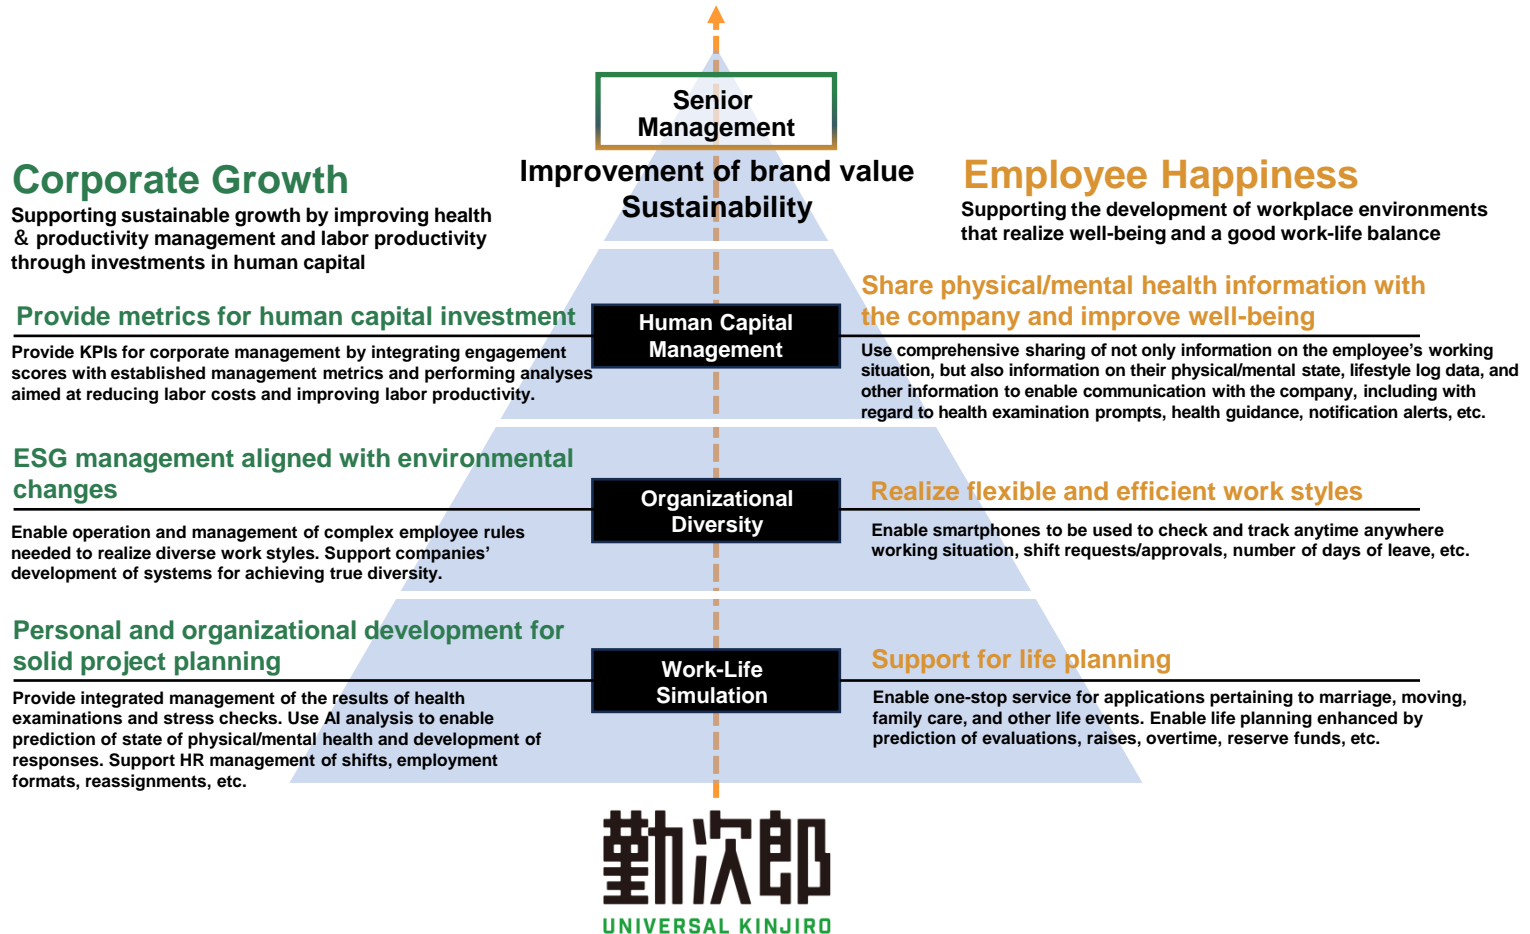 Senior
Management
Improvement of brand value
Sustainability
Corporate Growth
Supporting sustainable growth by improving health
＆ productivity management and labor productivity
through investments in human capital
Employee Happiness
Supporting the development of workplace environments
that realize well-being and a good work-life balance
Provide metrics for human capital investment
Provide KPIs for corporate management by integrating engagement
scores with established management metrics and performing analyses
aimed at reducing labor costs and improving labor productivity.
Human Capital
Management
Share physical/mental health information with
the company and improve well-being
Use comprehensive sharing of not only information on the employee’s working
situation, but also information on their physical/mental state, lifestyle log data, and
other information to enable communication with the company, including with
regard to health examination prompts, health guidance, notification alerts, etc.
ESG management aligned with environmental
changes
Enable operation and management of complex employee rules
needed to realize diverse work styles. Support companies’
development of systems for achieving true diversity.
Organizational
Diversity
Realize flexible and efficient work styles
Enable smartphones to be used to check and track anytime anywhere
working situation, shift requests/approvals, number of days of leave, etc.
Personal and organizational development for
solid project planning
Provide integrated management of the results of health
examinations and stress checks. Use AI analysis to enable
prediction of state of physical/mental health and development of
responses. Support HR management of shifts, employment
formats, reassignments, etc.
Work-Life
Simulation
Support for life planning
Enable one-stop service for applications pertaining to marriage, moving,
family care, and other life events. Enable life planning enhanced by
prediction of evaluations, raises, overtime, reserve funds, etc.
勤次郎
UNIVERSAL KINJIRO